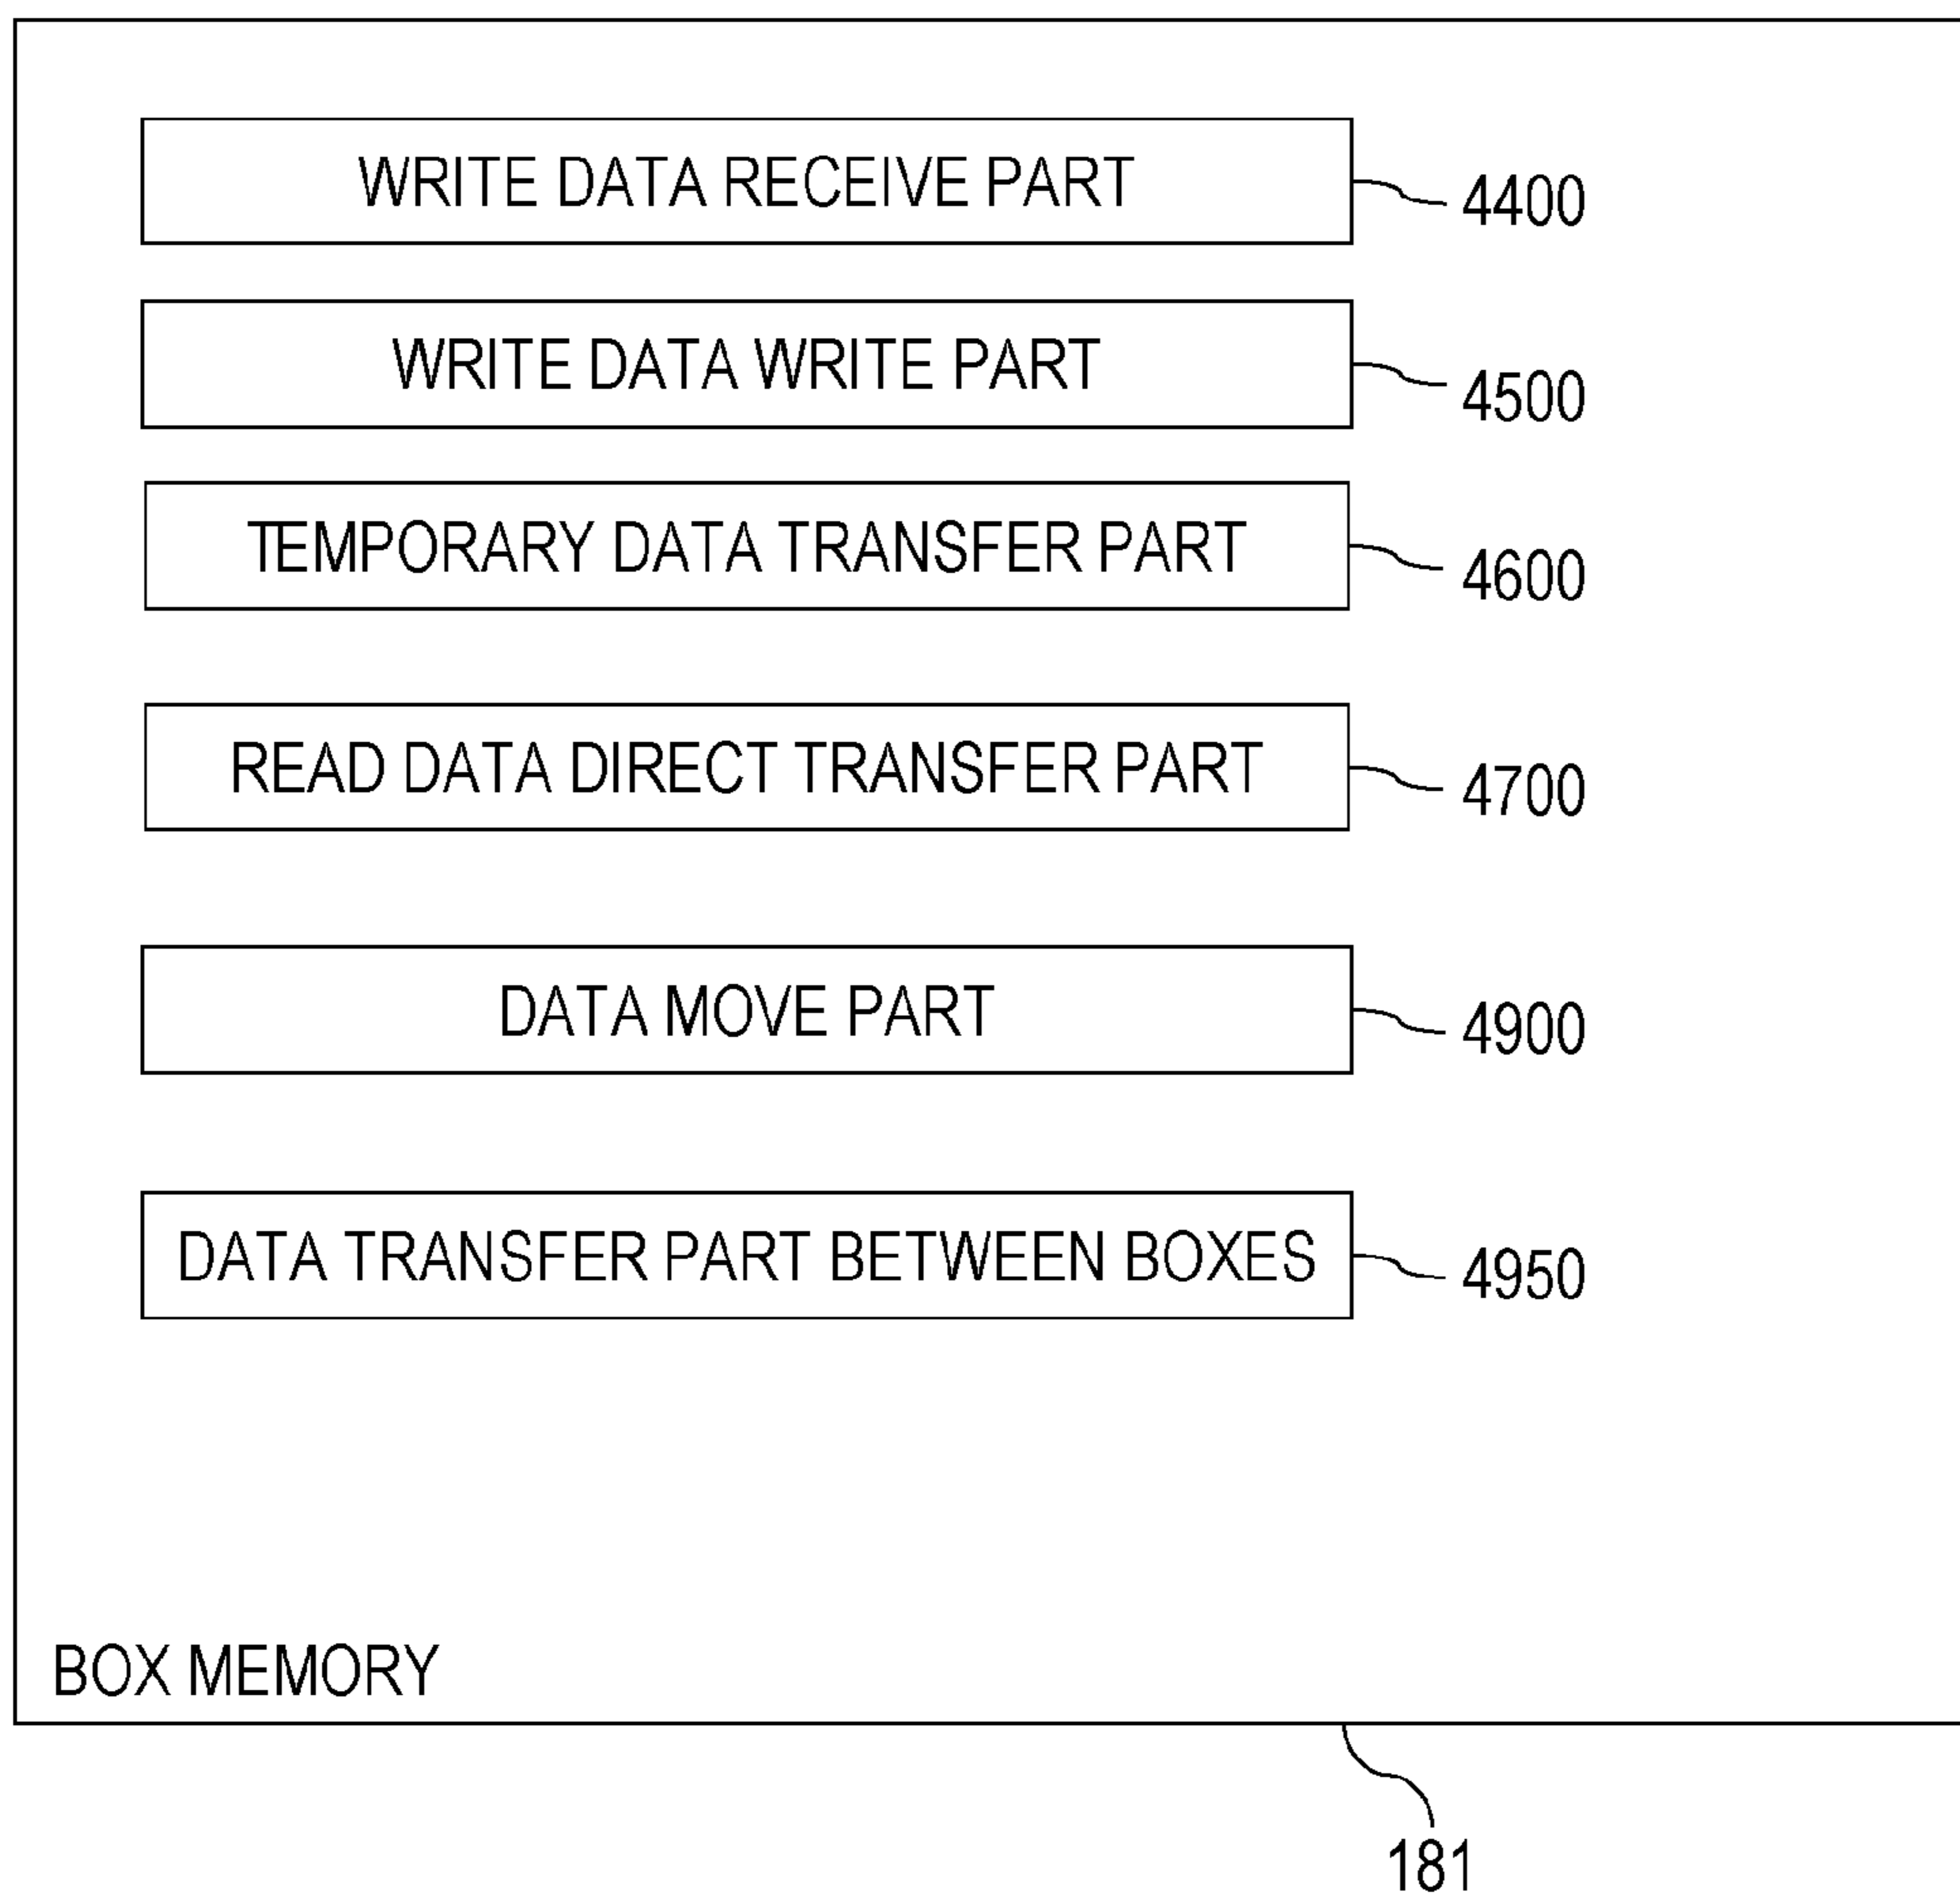 WRITE DATA RECEIVE PART
4400
WRITE DATA WRITE PART
4500
TEMPORARY DATA TRANSFER PART
4600
READ DATA DIRECT TRANSFER PART
4700
DATA MOVE PART
4900
DATA TRANSFER PART BETWEEN BOXES
4950
BOX MEMORY
181